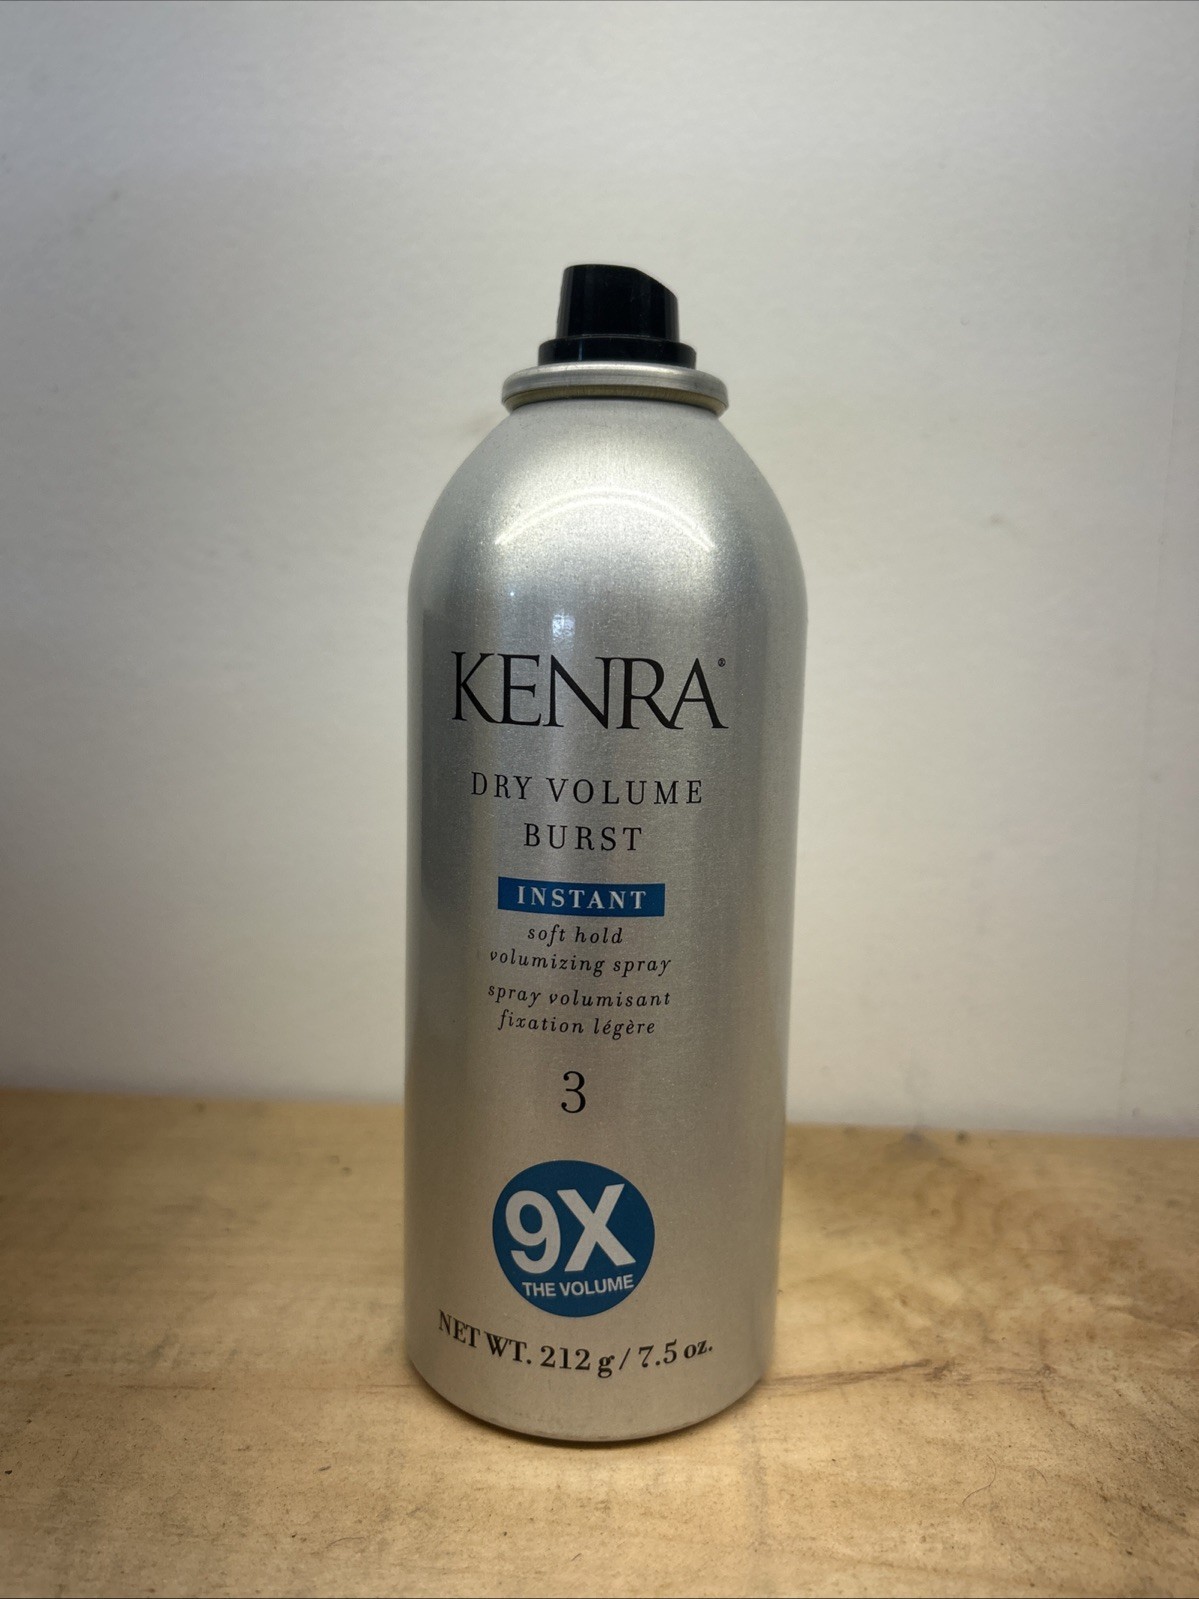 KENRA®
DRY VOLUME
BURST
INSTANT
soft hold
volumizing spray
spray volumisant
fixation légère
3
9X
THE VOLUME
NET WT. 212 g / 7.5 oz.